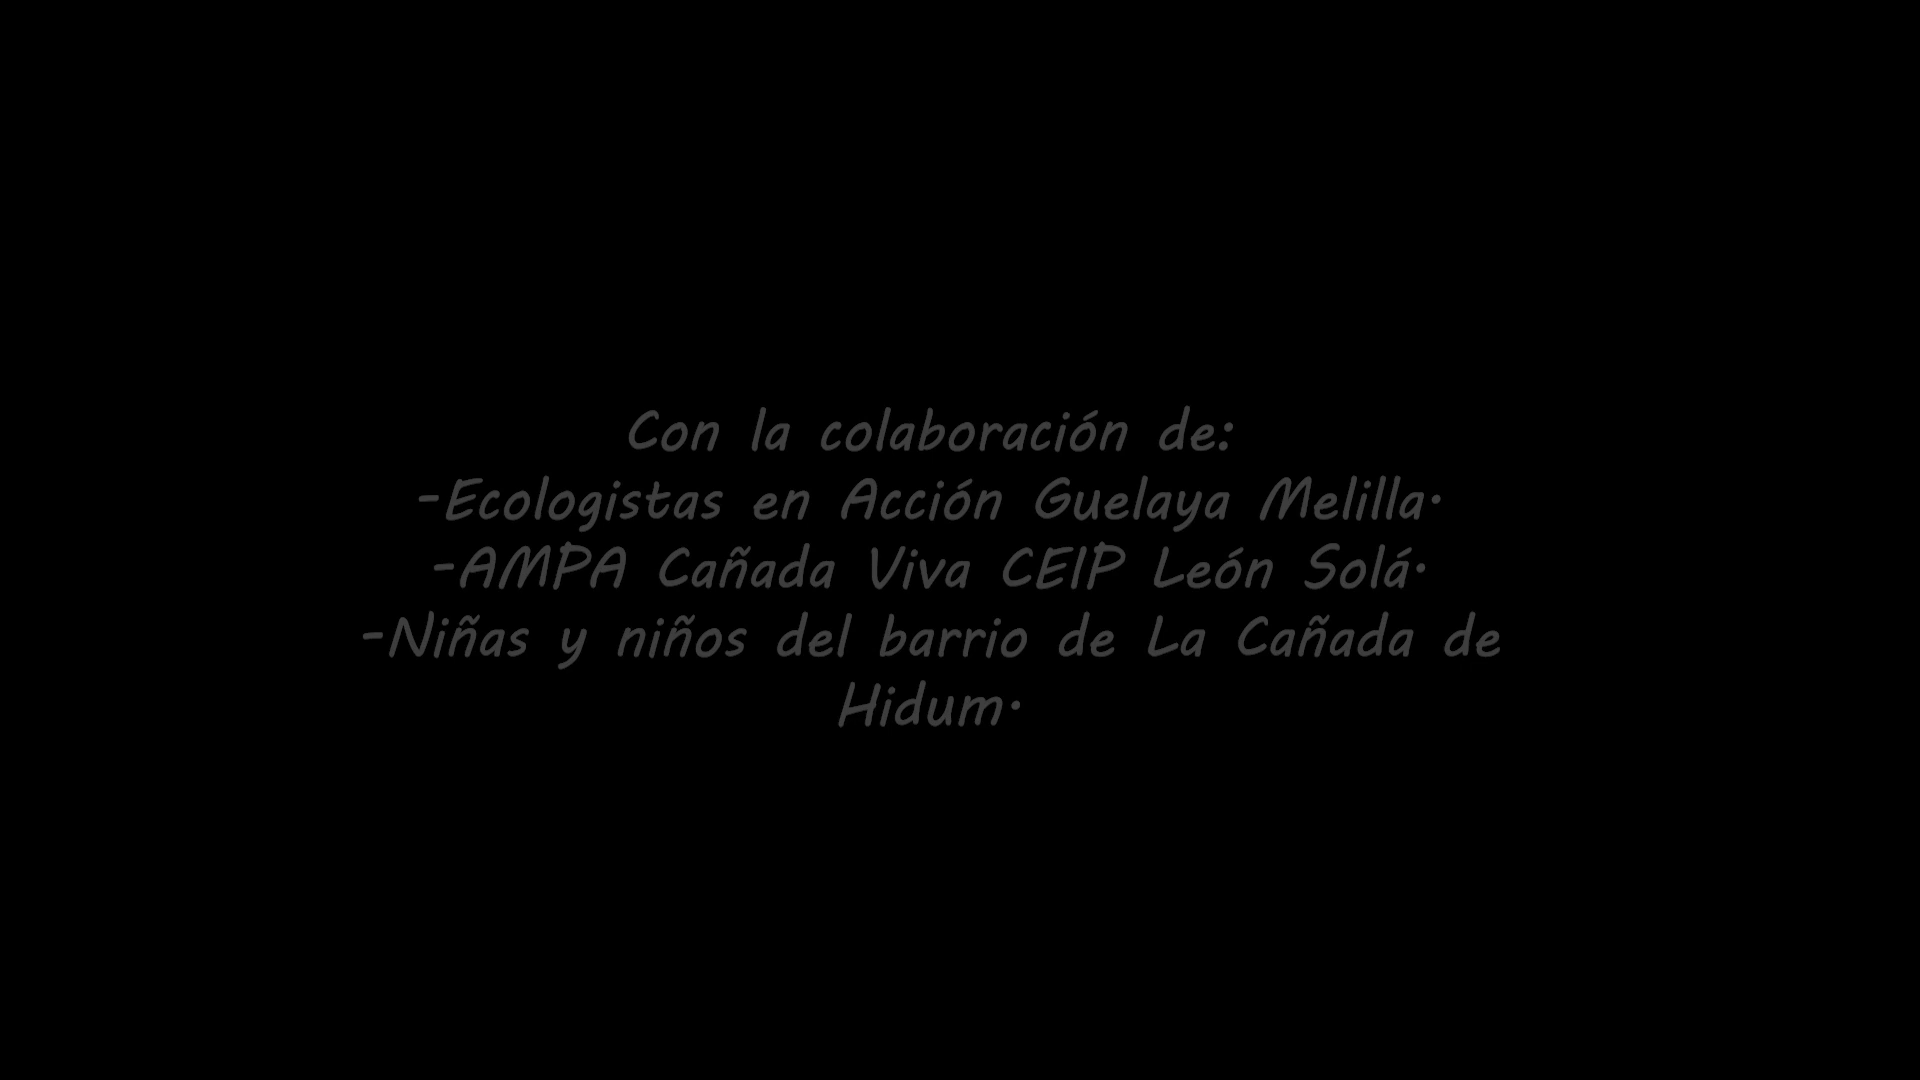 Con la colaboración de:
-Ecologistas en Acción Guelaya Melilla.
-AMPA Cañada Viva CEIP León Solá.
-Niñas y niños del barrio de La Cañada de
Hidum.